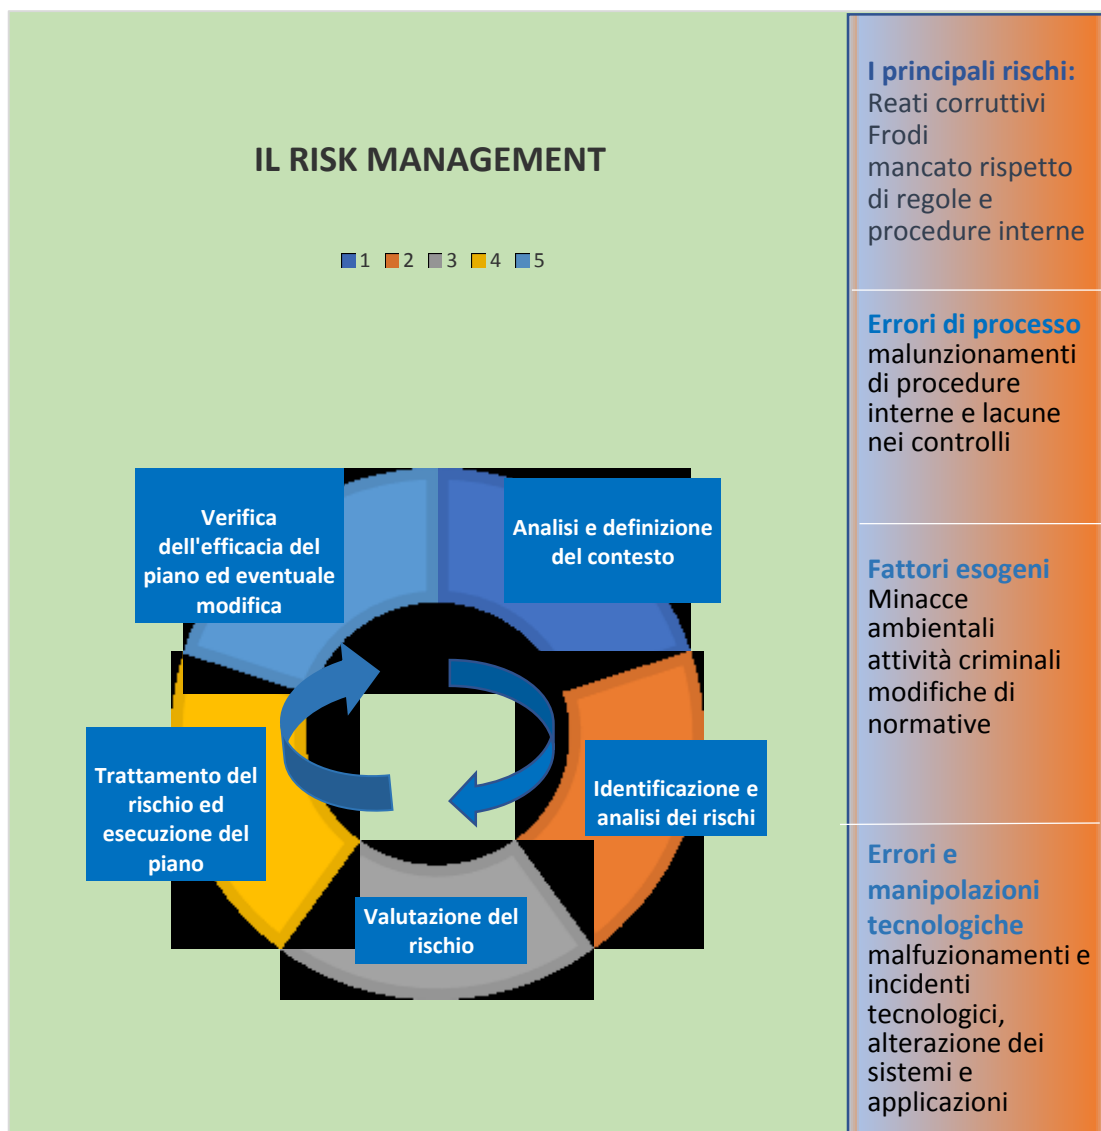 IL RISK MANAGEMENT
1 2 3 4 5
Verifica
dell'efficacia del
piano ed eventuale
modifica
Analisi e definizione
del contesto
Trattamento del
rischio ed
esecuzione del
piano
Identificazione e
analisi dei rischi
Valutazione del
rischio
I principali rischi:
Reati corruttivi
Frodi
mancato rispetto
di regole e
procedure interne
Errori di processo
malunzionamenti
di procedure
interne e lacune
nei controlli
Fattori esogeni
Minacce
ambientali
attività criminali
modifiche di
normative
Errori e
manipolazioni
tecnologiche
malfuzionamenti e
incidenti
tecnologici,
alterazione dei
sistemi e
applicazioni